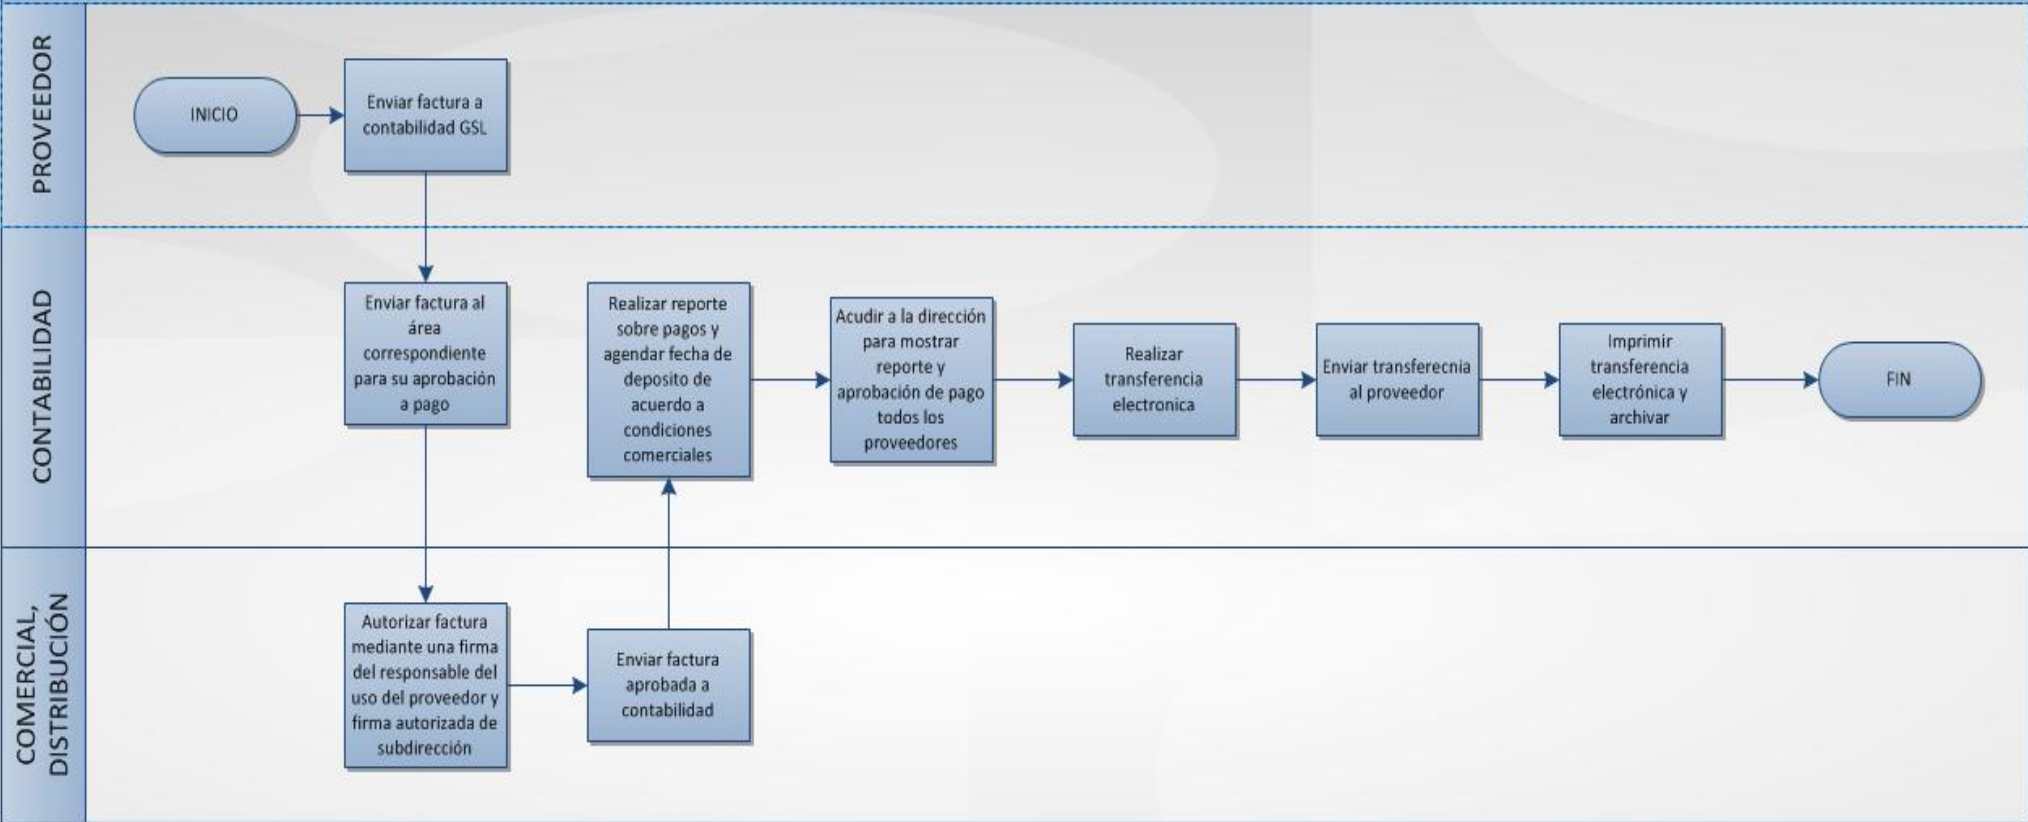 PROVEEDOR
INICIO
Enviar factura a
contabilidad GSL
CONTABILIDAD
Enviar factura al
área
correspondiente
para su aprobación
a pago
Realizar reporte
sobre pagos y
agendar fecha de
deposito de
acuerdo a
condiciones
comerciales
Acudir a la dirección
para mostrar
reporte y
aprobación de pago
todos los
proveedores
Realizar
transferencia
electronica
Enviar transferecnia
al proveedor
Imprimir
transferencia
electrónica y
archivar
FIN
COMERCIAL,
DISTRIBUCIÓN
Autorizar factura
mediante una firma
del responsable del
uso del proveedor y
firma autorizada de
subdirección
Enviar factura
aprobada a
contabilidad